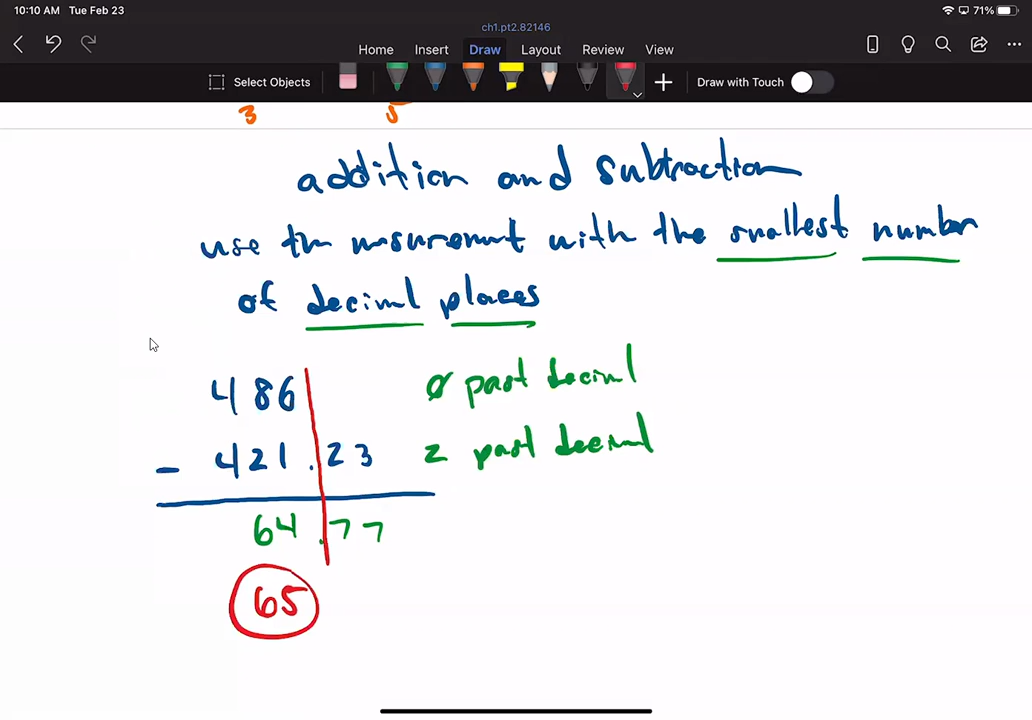 10:10 AM Tue Feb 23
71%
ch1.pt2.82146
Home Insert Draw Layout Review View
Select Objects
Draw with Touch
3 5
addition and subtraction
use the mesurement with the smallest number
of decimal places
486 0 past decimal
- 421.23 2 past decimal
64.77
65